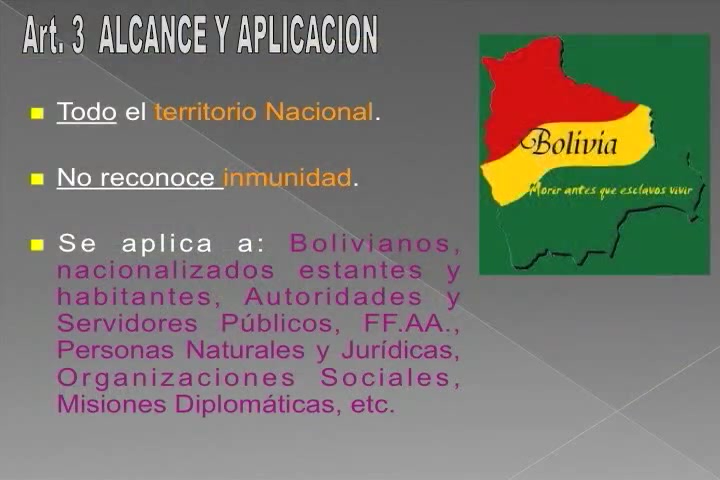 Art. 3 ALCANCE Y APLICACION
Todo el territorio Nacional.
No reconoce inmunidad.
Se aplica a: Bolivianos,
nacionalizados estantes y
habitantes, Autoridades y
Servidores Públicos, FF.AA.,
Personas Naturales y Jurídicas,
Organizaciones Sociales,
Misiones Diplomáticas, etc.
Bolivia
Morir antes que esclavos vivir